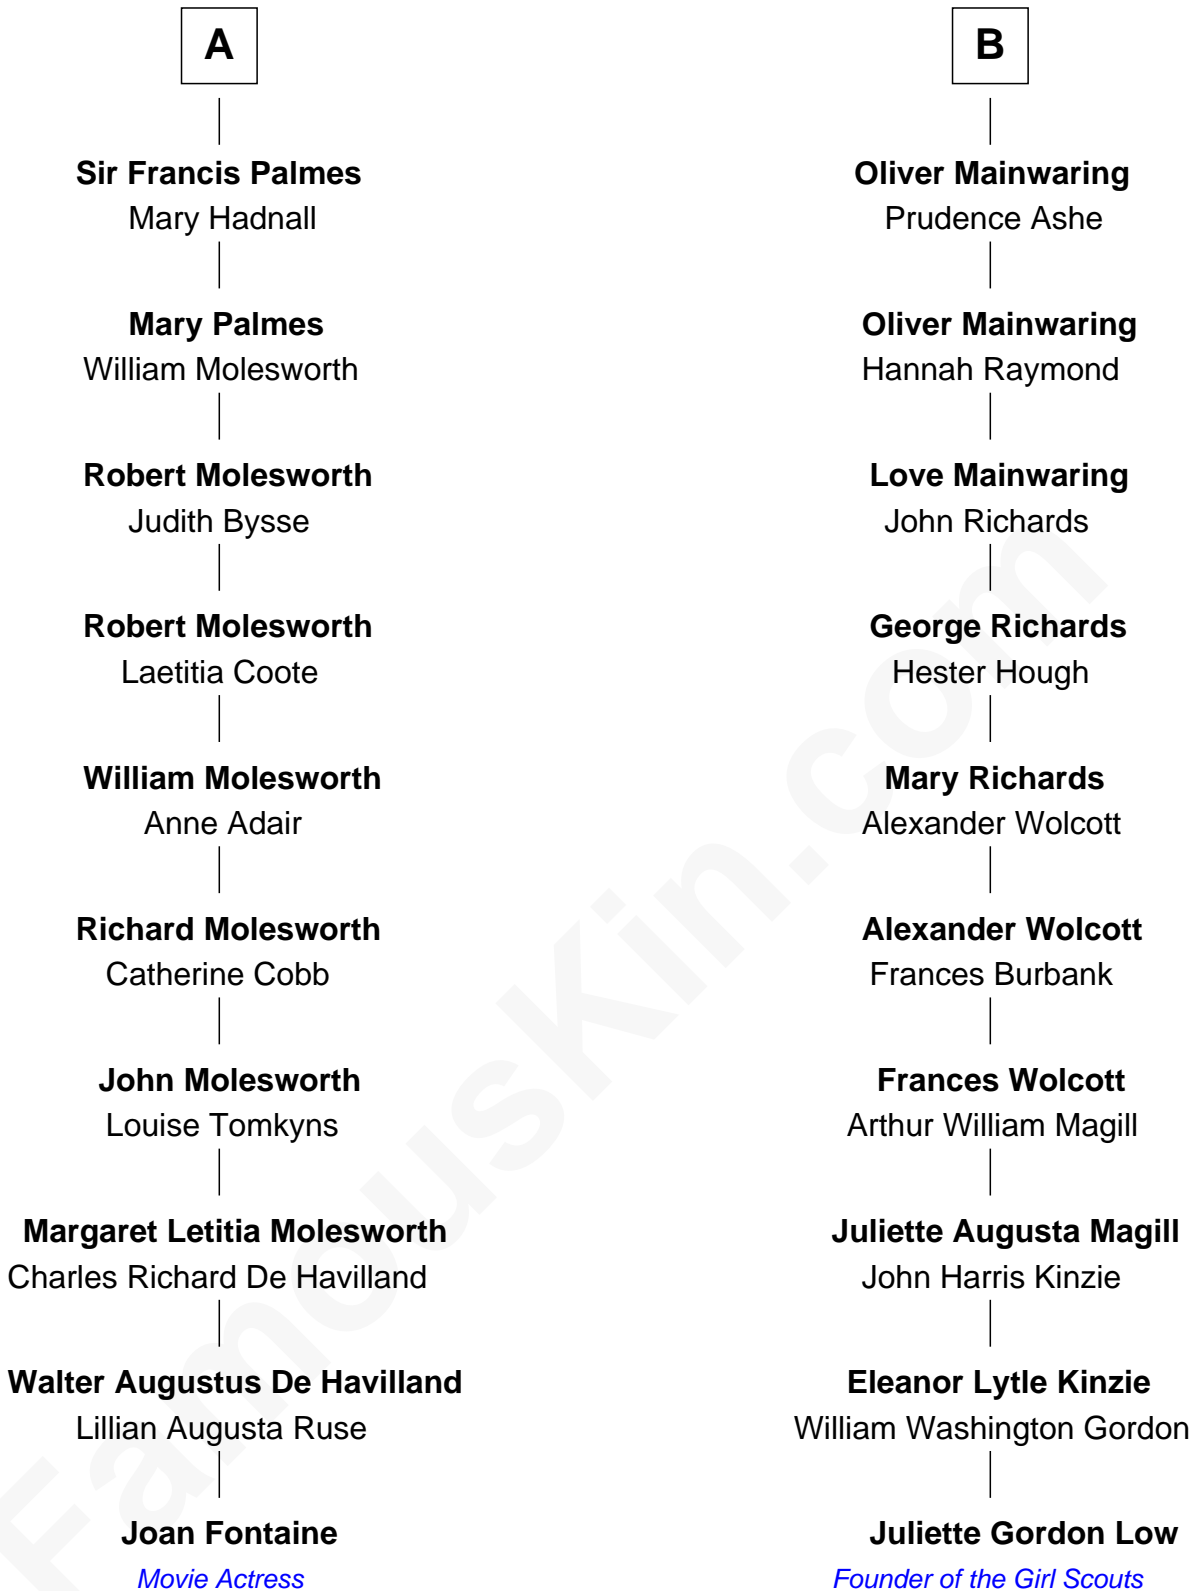 A
Sir Francis Palmes
Mary Hadnall
Mary Palmes
William Molesworth
Robert Molesworth
Judith Bysse
Robert Molesworth
Laetitia Coote
William Molesworth
Anne Adair
Richard Molesworth
Catherine Cobb
John Molesworth
Louise Tomkyns
Margaret Letitia Molesworth
Charles Richard De Havilland
Walter Augustus De Havilland
Lillian Augusta Ruse
Joan Fontaine
Movie Actress
B
Oliver Mainwaring
Prudence Ashe
Oliver Mainwaring
Hannah Raymond
Love Mainwaring
John Richards
George Richards
Hester Hough
Mary Richards
Alexander Wolcott
Alexander Wolcott
Frances Burbank
Frances Wolcott
Arthur William Magill
Juliette Augusta Magill
John Harris Kinzie
Eleanor Lytle Kinzie
William Washington Gordon
Juliette Gordon Low
Founder of the Girl Scouts
FamousKin.com